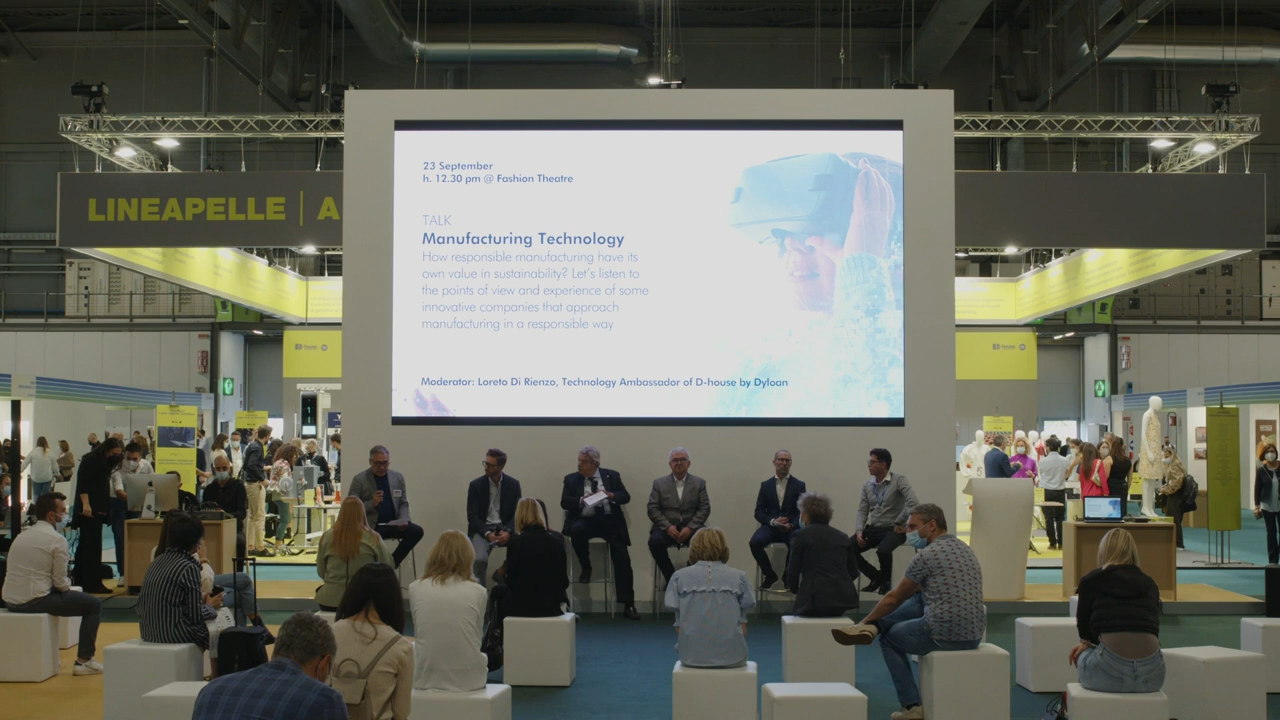 23 September
h. 12.30 pm @ Fashion Theatre
TALK
Manufacturing Technology
How responsible manufacturing have its
own value in sustainability? Let's listen to
the points of view and experience of some
innovative companies that approach
manufacturing in a responsible way
Moderator: Loreto Di Rienzo, Technology Ambassador of D-house by Dyloan
LINEAPELLE | A